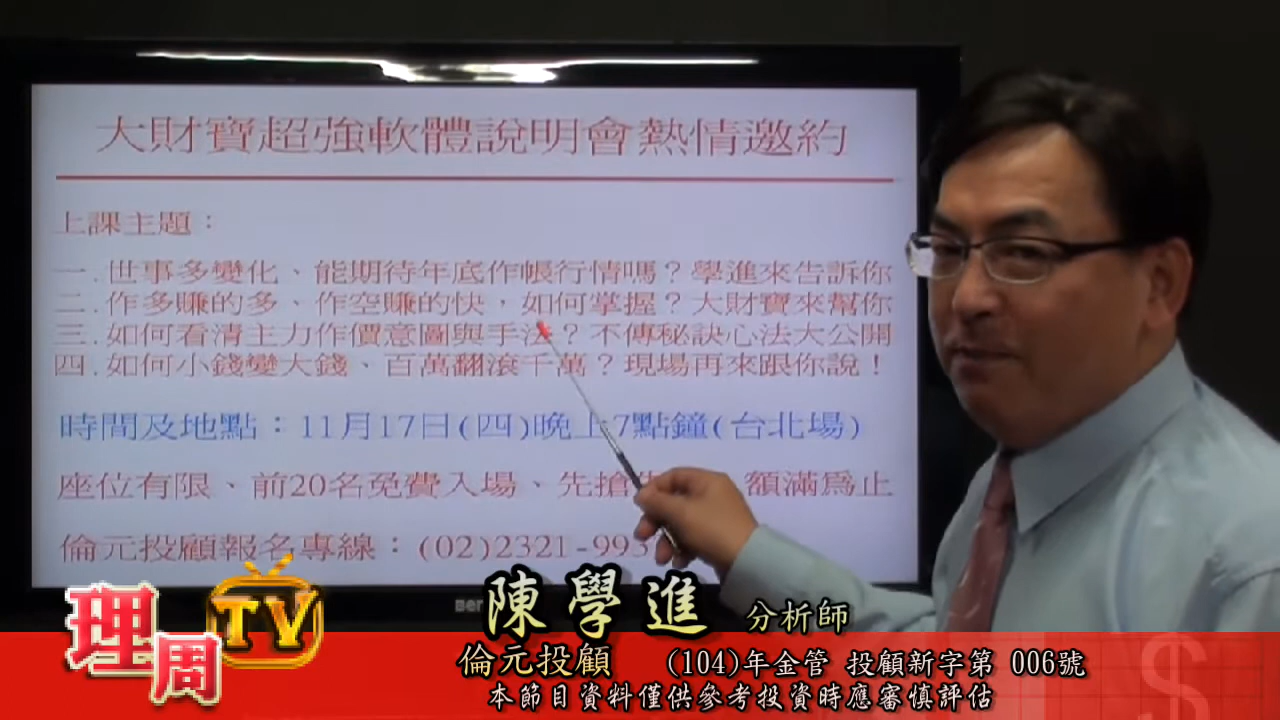 大財寶超強軟體說明會熱情邀約
上課主題：
一.世事多變化、能期待年底作帳行情嗎？學進來告訴你
二.作多賺的多、作空賺的快，如何掌握？大財寶來幫你
三.如何看清主力作價意圖與手法？不傳秘訣心法大公開
四.如何小錢變大錢、百萬翻滾千萬？現場再來跟你說！
時間及地點：11月17日(四)晚上7點鐘(台北場)
座位有限、前20名免費入場、先搶 額滿為止
倫元投顧報名專線：(02)2321-993
理周TV
陳學進 分析師
倫元投顧 (104)年金管 投顧新字第 006號
本節目資料僅供參考投資時應審慎評估